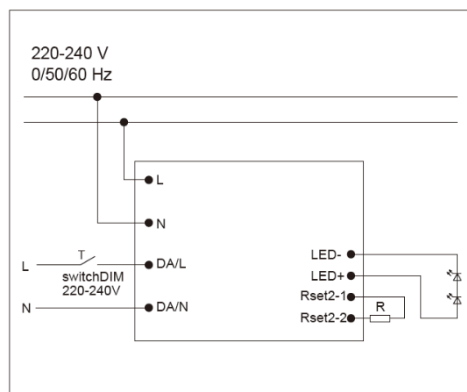 220-240 V
0/50/60 Hz
L
N
L
T
DA/L
switchDIM
220-240V
N
DA/N
LED-
LED+
Rset2-1
R
Rset2-2